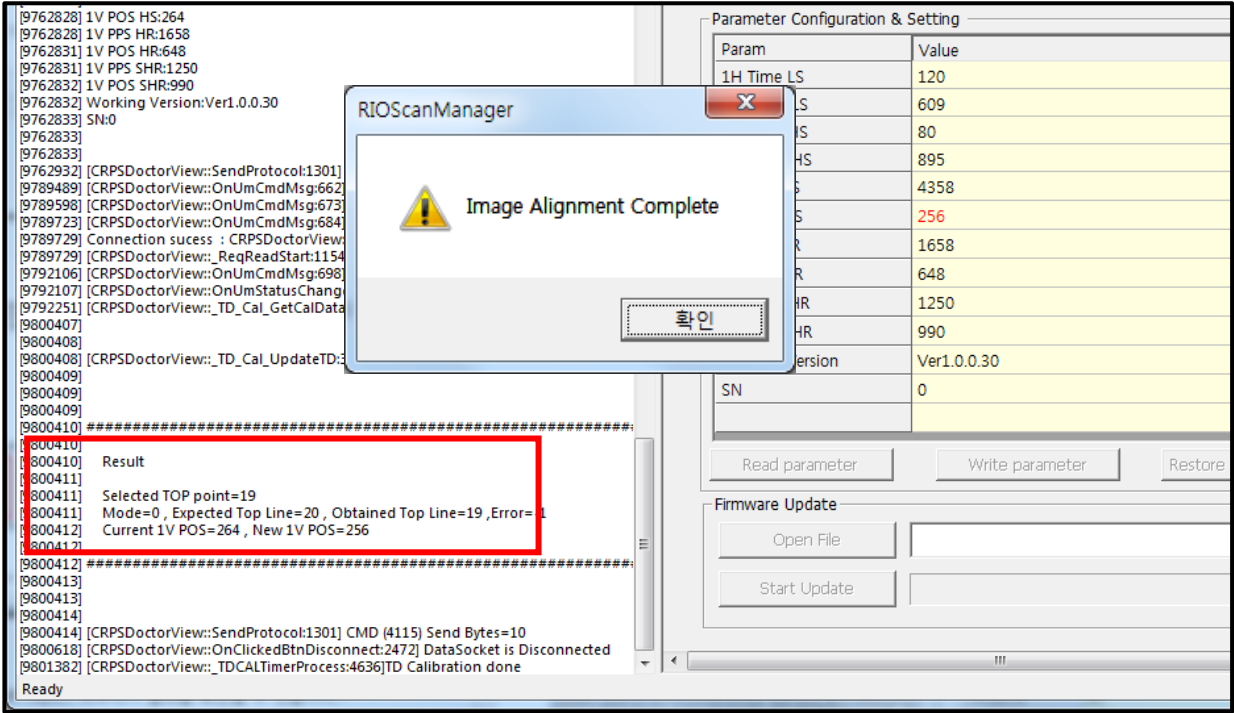 [9762828] 1V POS HS:264
[9762828] 1V PPS HR:1658
[9762831] 1V POS HR:648
[9762831] 1V PPS SHR:1250
[9762832] 1V POS SHR:990
[9762832] Working Version:Ver1.0.0.30
[9762833] SN:0
[9762833]
[9762833]
[9762932] [CRPSDoctorView::SendProtocol:1301]
[9789489] [CRPSDoctorView::OnUmCmdMsg:662]
[9789598] [CRPSDoctorView::OnUmCmdMsg:673]
[9789723] [CRPSDoctorView::OnUmCmdMsg:684]
[9789729] Connection sucess : CRPSDoctorView:
[9789729] [CRPSDoctorView::_ReqReadStart:1154
[9792106] [CRPSDoctorView::OnUmCmdMsg:698]
[9792107] [CRPSDoctorView::OnUmStatusChang
[9792251] [CRPSDoctorView::_TD_Cal_GetCalData
[9800407]
[9800408]
[9800408] [CRPSDoctorView::_TD_Cal_UpdateTD:3
[9800409]
[9800409]
[9800409]
[9800410] ############################################################
[9800410]
[9800410] Result
[9800411]
[9800411] Selected TOP point=19
[9800411] Mode=0 , Expected Top Line=20 , Obtained Top Line=19 ,Error=-1
[9800412] Current 1V POS=264 , New 1V POS=256
[9800412]
[9800412] ############################################################
[9800413]
[9800413]
[9800414]
[9800414] [CRPSDoctorView::SendProtocol:1301] CMD (4115) Send Bytes=10
[9800618] [CRPSDoctorView::OnClickedBtnDisconnect:2472] DataSocket is Disconnected
[9801382] [CRPSDoctorView::_TDCALTimerProcess:4636]TD Calibration done
Ready
RIOScanManager
Image Alignment Complete
확인
Parameter Configuration & Setting
Param Value
1H Time LS 120
LS 609
HS 80
HS 895
S 4358
S 256
R 1658
R 648
HR 1250
HR 990
ersion Ver1.0.0.30
SN 0
Read parameter
Write parameter
Restore
Firmware Update
Open File
Start Update